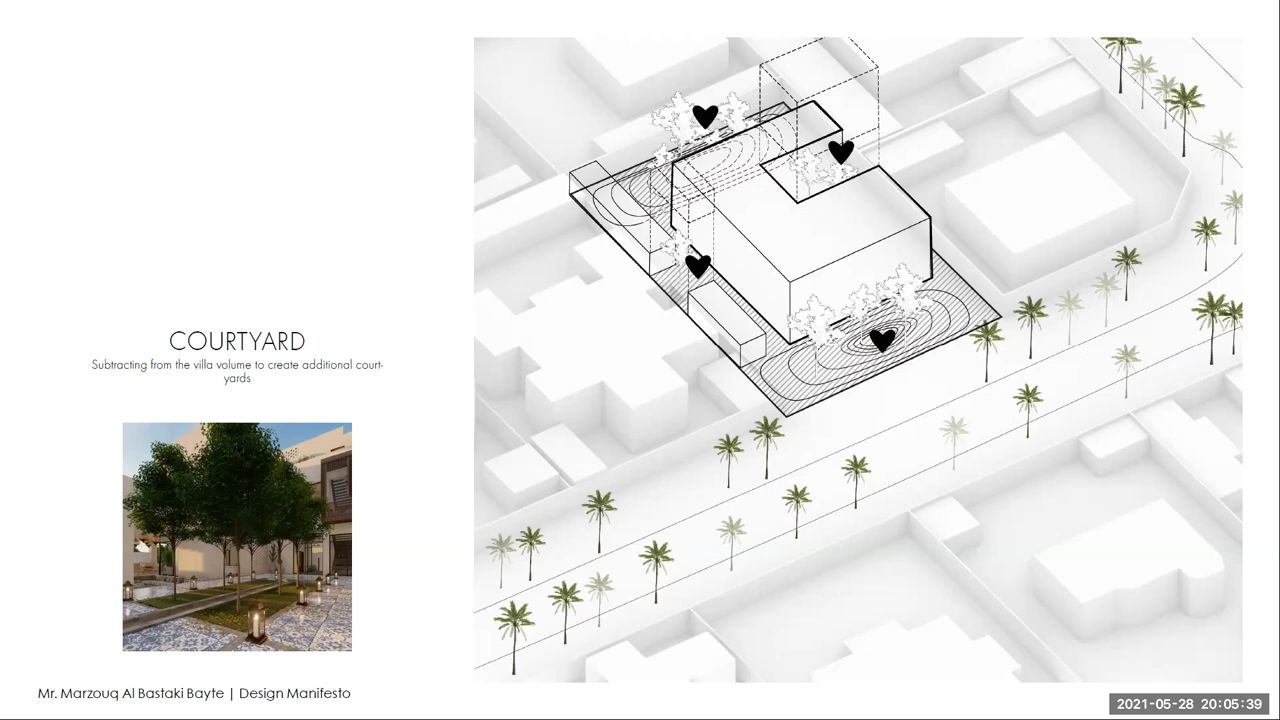 COURTYARD
Subtracting from the villa volume to create additional court-
yards
Mr. Marzouq Al Bastaki Bayte | Design Manifesto
2021-05-28 20:05:39